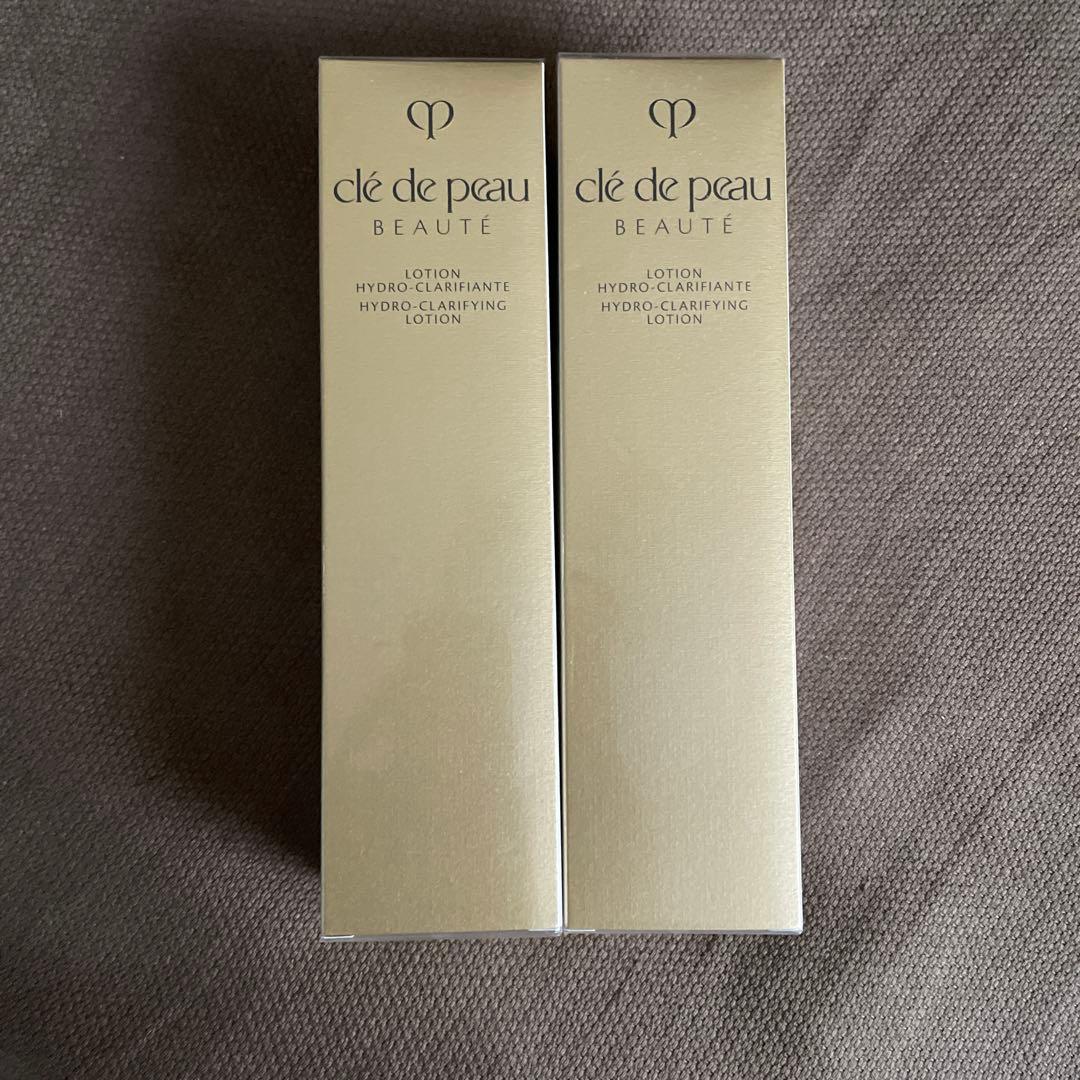 clé de peau
BEAUTÉ
LOTION
HYDRO-CLARIFIANTE
HYDRO-CLARIFYING
LOTION
clé de peau
BEAUTÉ
LOTION
HYDRO-CLARIFIANTE
HYDRO-CLARIFYING
LOTION